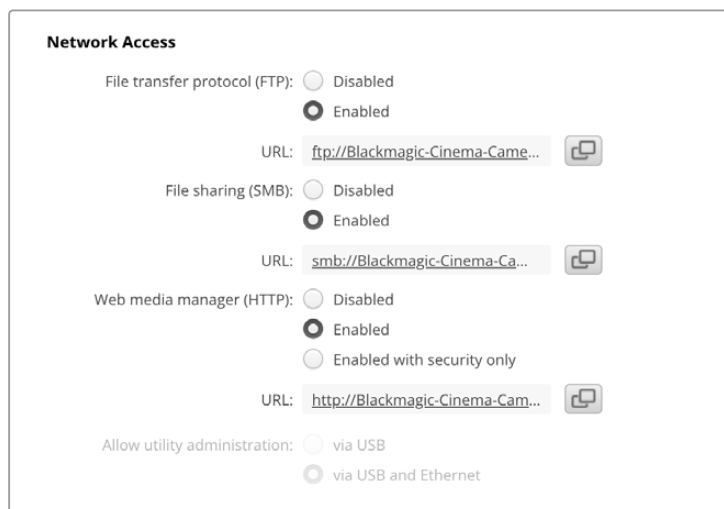 Network Access
File transfer protocol (FTP): Disabled
Enabled
URL: ftp://Blackmagic-Cinema-Came...
File sharing (SMB): Disabled
Enabled
URL: smb://Blackmagic-Cinema-Ca...
Web media manager (HTTP): Disabled
Enabled
Enabled with security only
URL: http://Blackmagic-Cinema-Cam...
Allow utility administration: via USB
via USB and Ethernet